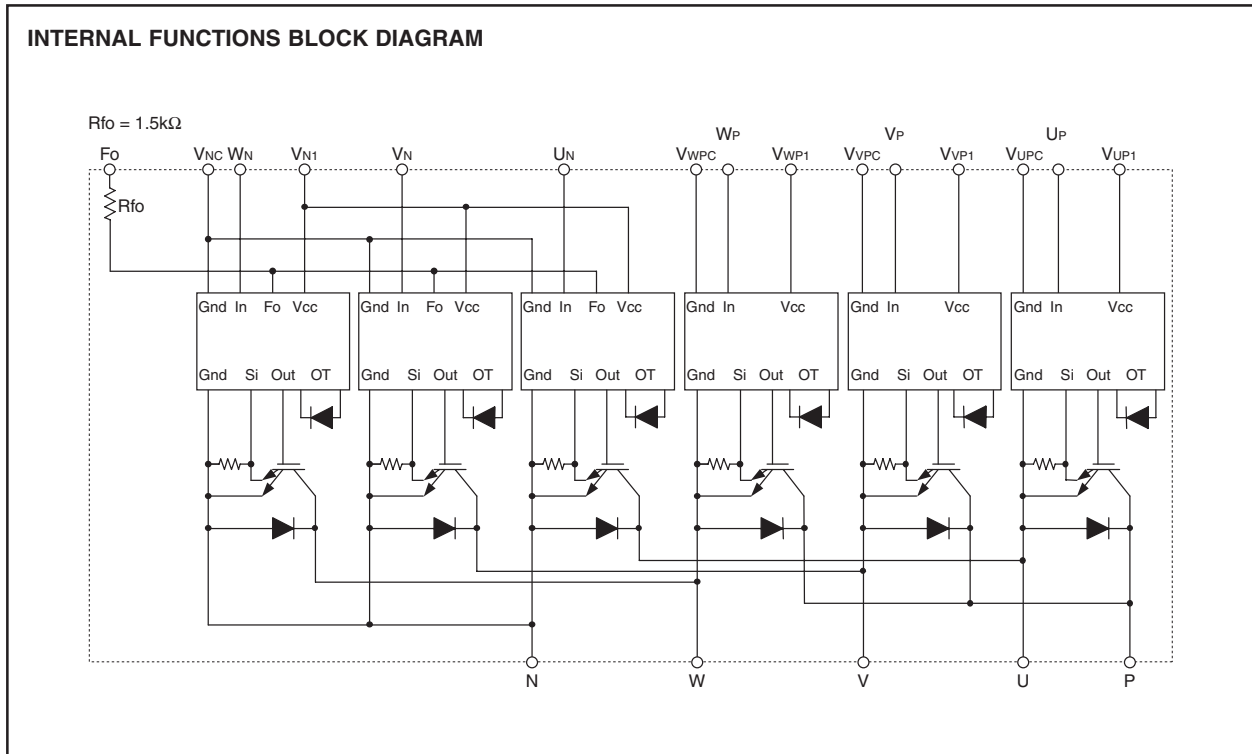 INTERNAL FUNCTIONS BLOCK DIAGRAM
Rfo = 1.5kΩ
WP VP UP
Fo VNC WN VN1 VN UN VWPC VWP1 VVPC VVP1 VUPC VUP1
Rfo
Gnd In Fo Vcc Gnd In Fo Vcc Gnd In Fo Vcc Gnd In Vcc Gnd In Vcc Gnd In Vcc
Gnd Si Out OT Gnd Si Out OT Gnd Si Out OT Gnd Si Out OT Gnd Si Out OT Gnd Si Out OT
N W V U P